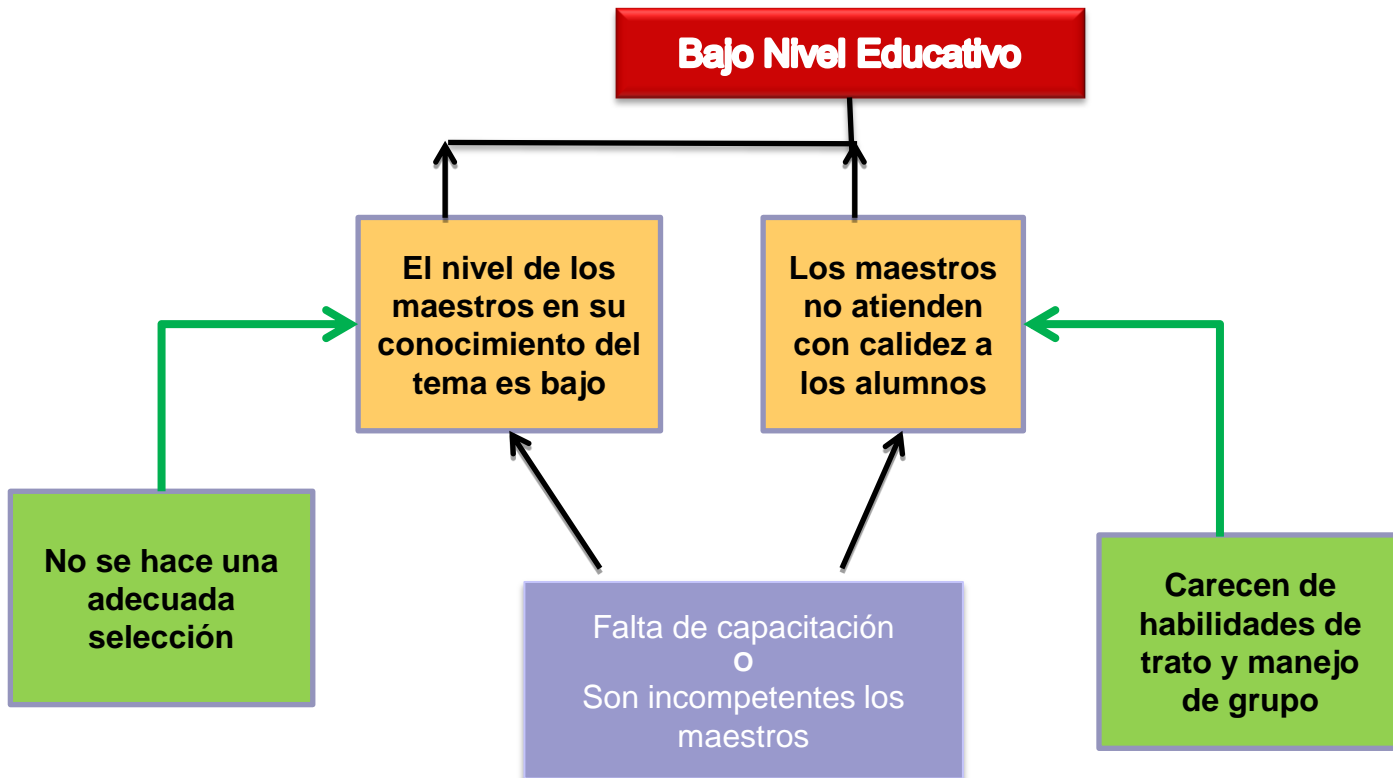 Bajo Nivel Educativo
El nivel de los
maestros en su
conocimiento del
tema es bajo
Los maestros
no atienden
con calidez a
los alumnos
No se hace una
adecuada
selección
Falta de capacitación
O
Son incompetentes los
maestros
Carecen de
habilidades de
trato y manejo
de grupo